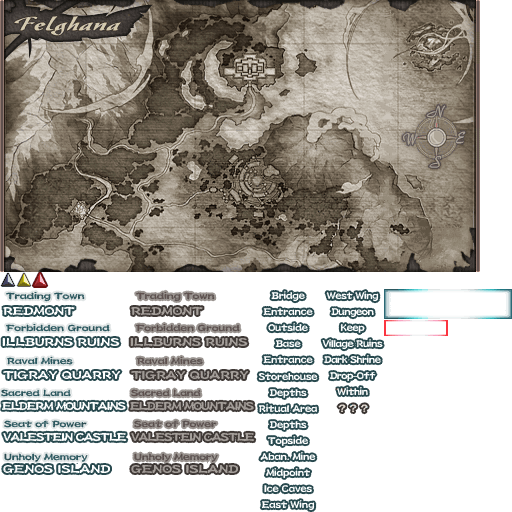 Felghana
N
W E
S
Trading Town
REDMONT
Forbidden Ground
ILLBURNS RUINS
Raval Mines
TIGRAY QUARRY
Sacred Land
ELDERM MOUNTAINS
Seat of Power
VALESTEIN CASTLE
Unholy Memory
GENOS ISLAND
Trading Town
REDMONT
Forbidden Ground
ILLBURNS RUINS
Raval Mines
TIGRAY QUARRY
Sacred Land
ELDERM MOUNTAINS
Seat of Power
VALESTEIN CASTLE
Unholy Memory
GENOS ISLAND
Bridge
Entrance
Outside
Base
Entrance
Storehouse
Depths
Ritual Area
Depths
Topside
Aban. Mine
Midpoint
Ice Caves
East Wing
West Wing
Dungeon
Keep
Village Ruins
Dark Shrine
Drop-Off
Within
? ? ?